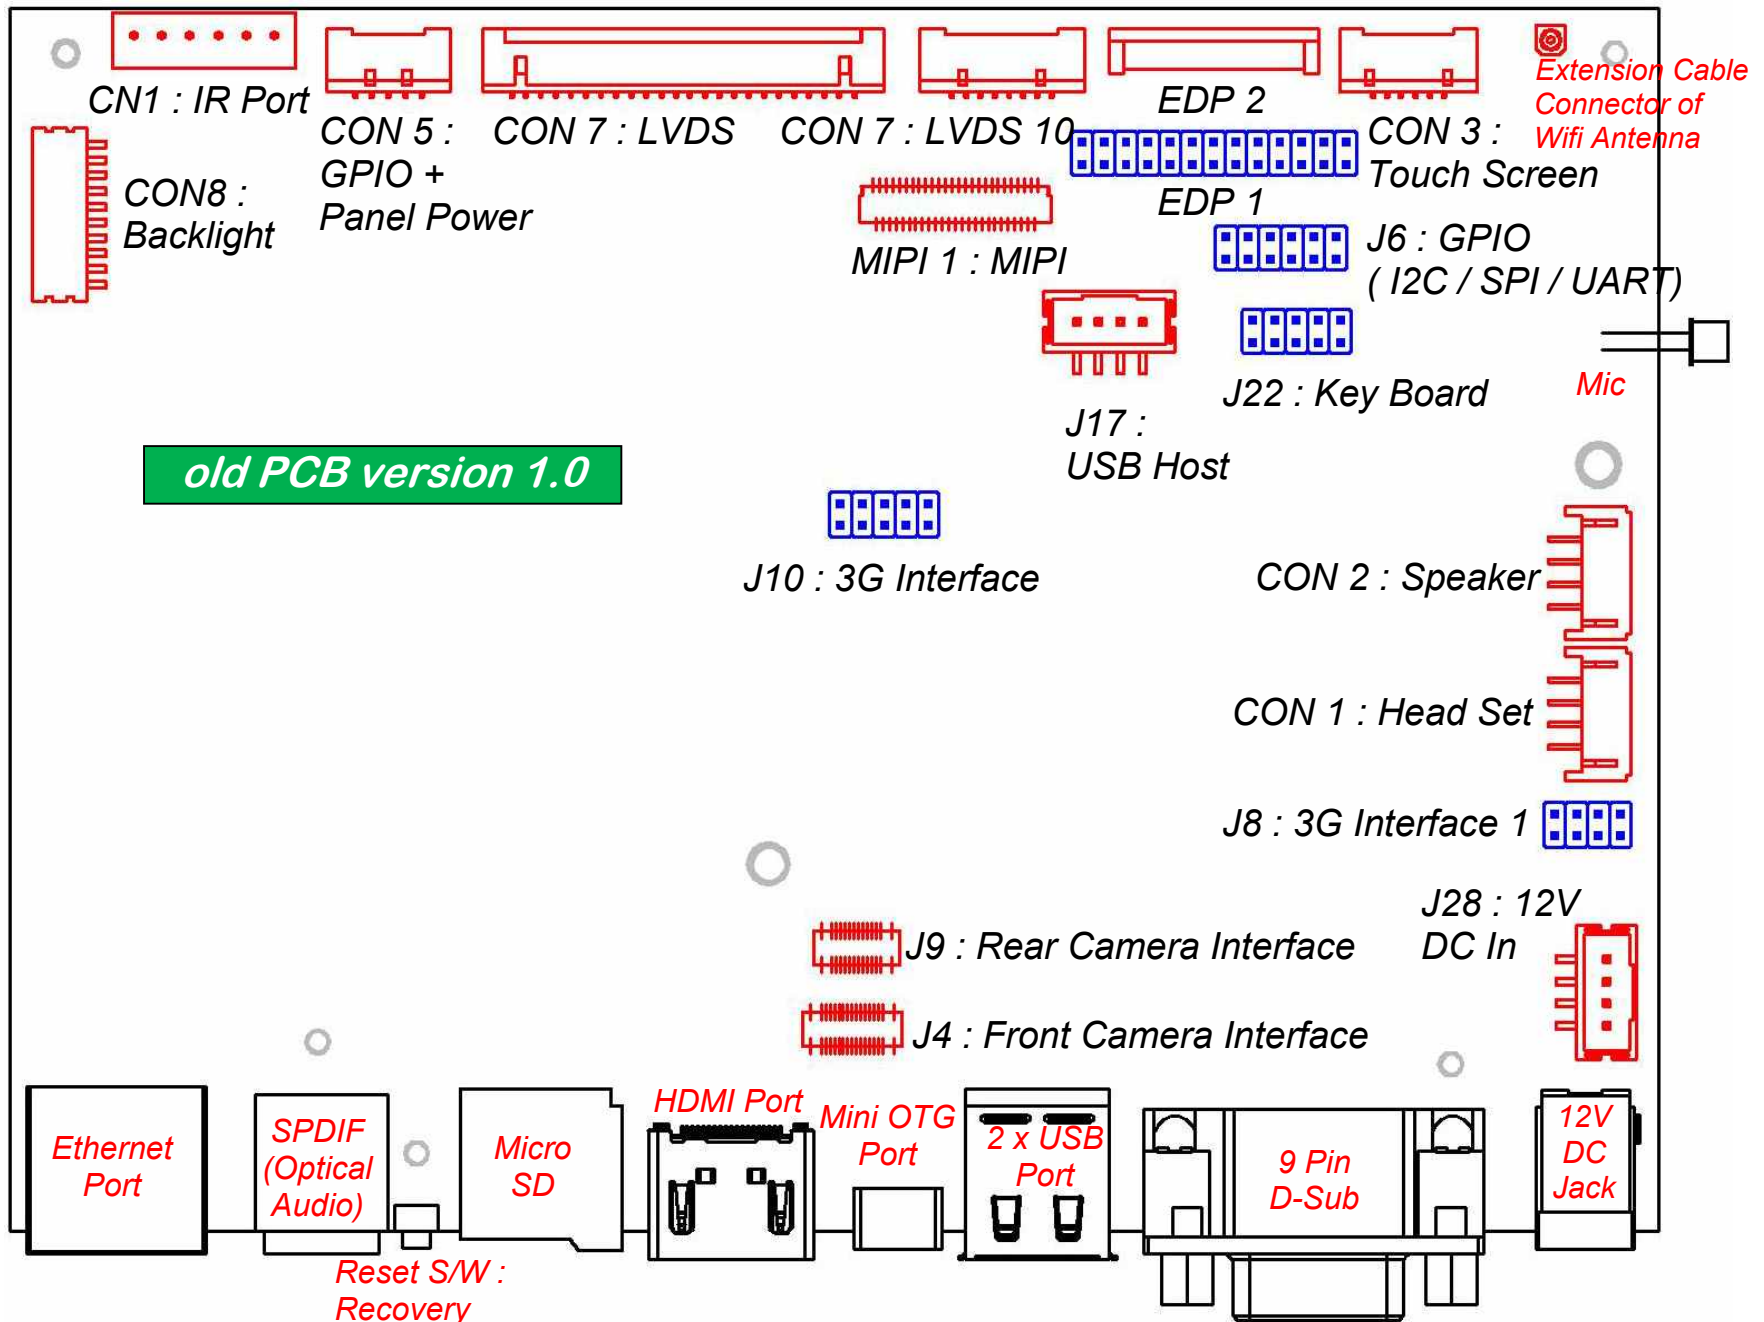 CN1 : IR Port
CON 5 :
GPIO +
Panel Power
CON 7 : LVDS
CON 7 : LVDS 10
EDP 2
EDP 1
CON 3 :
Touch Screen
Extension Cable
Connector of
Wifi Antenna
CON8 :
Backlight
MIPI 1 : MIPI
J6 : GPIO
( I2C / SPI / UART)
J22 : Key Board
Mic
J17 :
USB Host
old PCB version 1.0
J10 : 3G Interface
CON 2 : Speaker
CON 1 : Head Set
J8 : 3G Interface 1
J28 : 12V
DC In
J9 : Rear Camera Interface
J4 : Front Camera Interface
Ethernet
Port
SPDIF
(Optical
Audio)
Reset S/W :
Recovery
Micro
SD
HDMI Port
Mini OTG
Port
2 x USB
Port
9 Pin
D-Sub
12V
DC
Jack